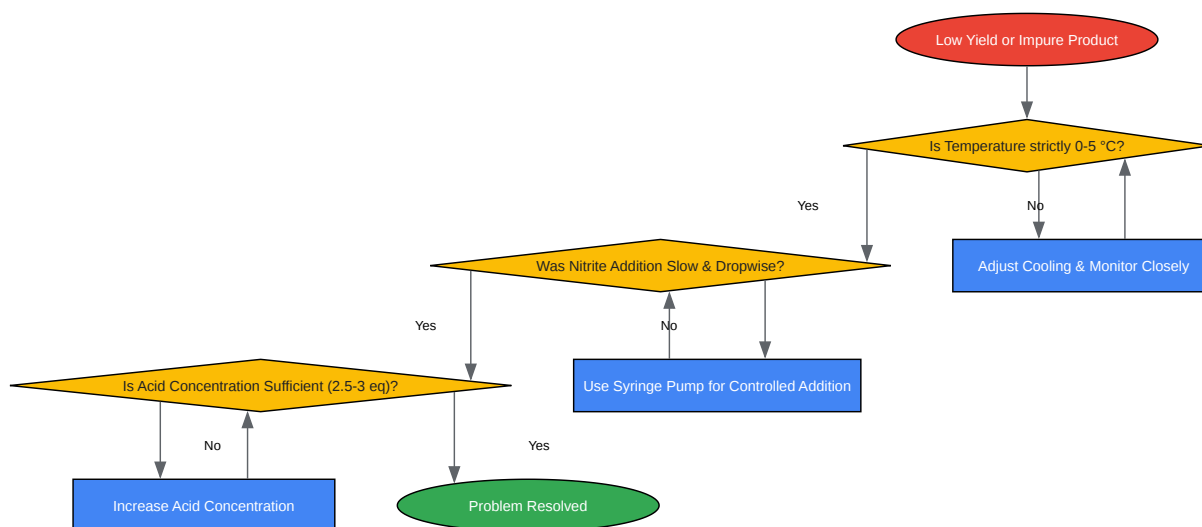 Low Yield or Impure Product
Is Temperature strictly 0-5 °C?
Yes
No
Adjust Cooling & Monitor Closely
Was Nitrite Addition Slow & Dropwise?
Yes
No
Use Syringe Pump for Controlled Addition
Is Acid Concentration Sufficient (2.5-3 eq)?
No
Yes
Increase Acid Concentration
Problem Resolved